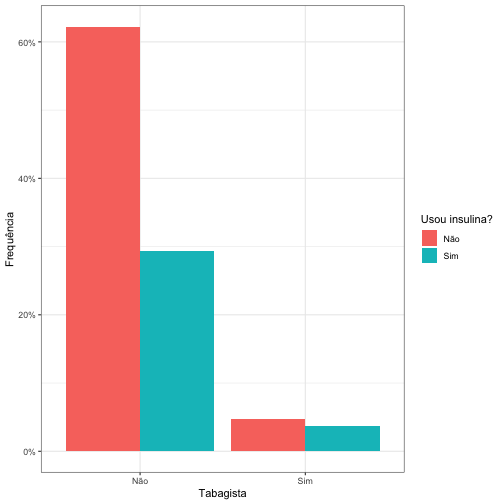 60%
40%
20%
0%
Frequência
Não
Sim
Tabagista
Usou insulina?
Não
Sim